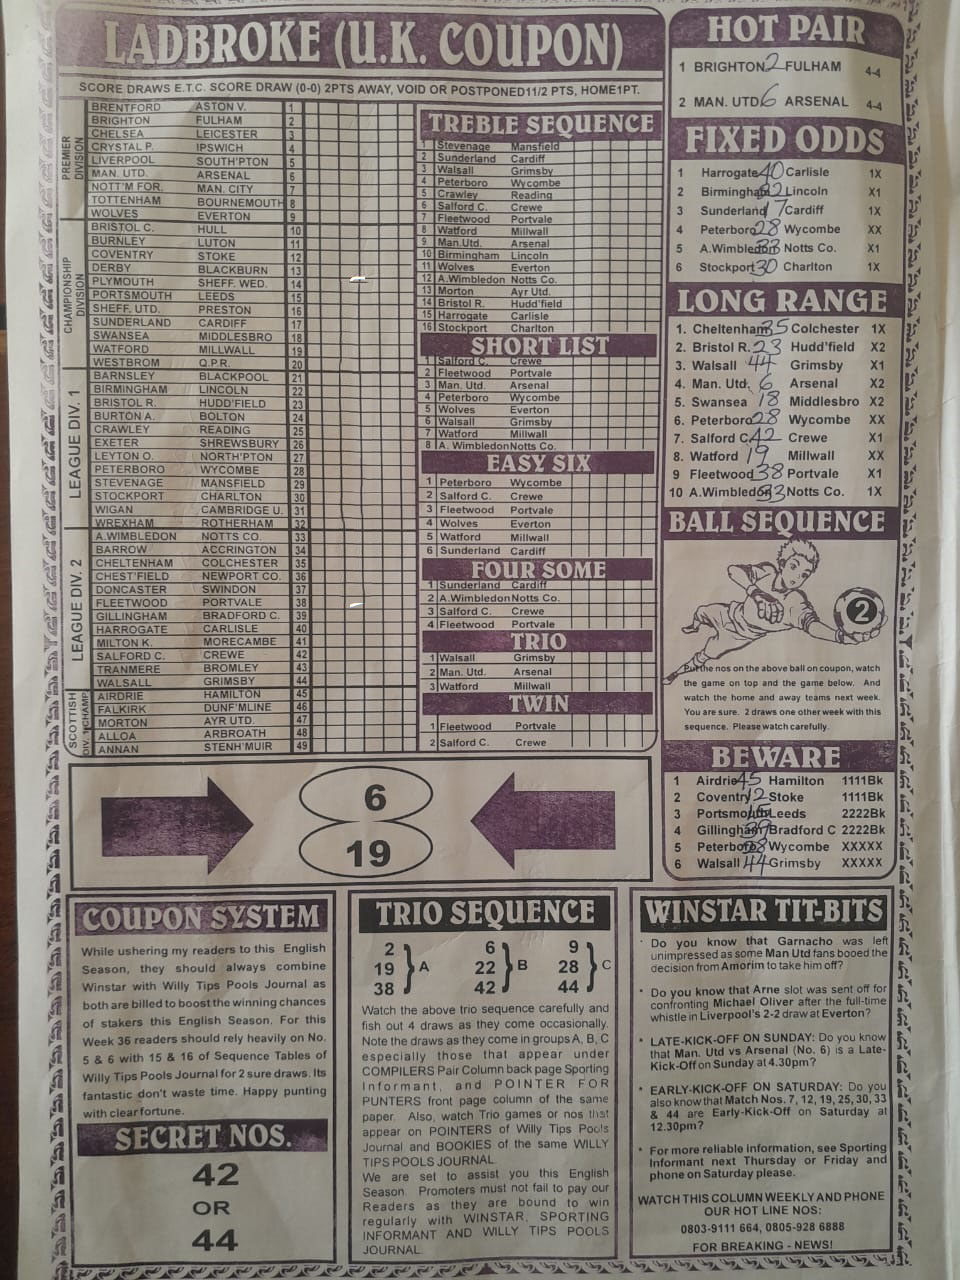 LADBROKE (U.K. COUPON)
SCORE DRAWS E.T.C. SCORE DRAW (0-0) 2PTS AWAY, VOID OR POSTPONED11/2 PTS, HOME1PT.
PREMIER DIVISION
BRENTFORD ASTON V. 1
BRIGHTON FULHAM 2
CHELSEA LEICESTER 3
CRYSTAL P. IPSWICH 4
LIVERPOOL SOUTH'PTON 5
MAN. UTD. ARSENAL 6
NOTT'M FOR. MAN. CITY 7
TOTTENHAM BOURNEMOUTH 8
WOLVES EVERTON 9
CHAMPIONSHIP DIVISION
BRISTOL C. HULL 10
BURNLEY LUTON 11
COVENTRY STOKE 12
DERBY BLACKBURN 13
PLYMOUTH SHEFF. WED. 14
PORTSMOUTH LEEDS 15
SHEFF. UTD. PRESTON 16
SUNDERLAND CARDIFF 17
SWANSEA MIDDLESBRO 18
WATFORD MILLWALL 19
WESTBROM Q.P.R. 20
LEAGUE DIV. 1
BARNSLEY BLACKPOOL 21
BIRMINGHAM LINCOLN 22
BRISTOL R. HUDD'FIELD 23
BURTON A. BOLTON 24
CRAWLEY READING 25
EXETER SHREWSBURY 26
LEYTON O. NORTH'PTON 27
PETERBORO WYCOMBE 28
STEVENAGE MANSFIELD 29
STOCKPORT CHARLTON 30
WIGAN CAMBRIDGE U. 31
WREXHAM ROTHERHAM 32
LEAGUE DIV. 2
A.WIMBLEDON NOTTS CO. 33
BARROW ACCRINGTON 34
CHELTENHAM COLCHESTER 35
CHEST'FIELD NEWPORT CO. 36
DONCASTER SWINDON 37
FLEETWOOD PORTVALE 38
GILLINGHAM BRADFORD C. 39
HARROGATE CARLISLE 40
MILTON K. MORECAMBE 41
SALFORD C. CREWE 42
TRANMERE BROMLEY 43
WALSALL GRIMSBY 44
SCOTTISH
DIV. 1 CHAMP
AIRDRIE HAMILTON 45
FALKIRK DUNF'MLINE 46
MORTON AYR UTD. 47
ALLOA ARBROATH 48
ANNAN STENH'MUIR 49
TREBLE SEQUENCE
1 Stevenage Mansfield
2 Sunderland Cardiff
3 Walsall Grimsby
4 Peterboro Wycombe
5 Crawley Reading
6 Salford C. Crewe
7 Fleetwood Portvale
8 Watford Millwall
9 Man.Utd. Arsenal
10 Birmingham Lincoln
11 Wolves Everton
12 A.Wimbledon Notts Co.
13 Morton Ayr Utd.
14 Bristol R. Hudd'field
15 Harrogate Carlisle
16 Stockport Charlton
SHORT LIST
1 Salford C. Crewe
2 Fleetwood Portvale
3 Man. Utd. Arsenal
4 Peterboro Wycombe
5 Wolves Everton
6 Walsall Grimsby
7 Watford Millwall
8 A. Wimbledon Notts Co.
EASY SIX
1 Peterboro Wycombe
2 Salford C. Crewe
3 Fleetwood Portvale
4 Wolves Everton
5 Watford Millwall
6 Sunderland Cardiff
FOUR SOME
1 Sunderland Cardiff
2 A.Wimbledon Notts Co.
3 Salford C. Crewe
4 Fleetwood Portvale
TRIO
1 Walsall Grimsby
2 Man. Utd. Arsenal
3 Watford Millwall
TWIN
1 Fleetwood Portvale
2 Salford C. Crewe
HOT PAIR
1 BRIGHTON 2 FULHAM 4-4
2 MAN. UTD 6 ARSENAL 4-4
FIXED ODDS
1 Harrogate 40 Carlisle 1X
2 Birmingham 22 Lincoln X1
3 Sunderland 17 Cardiff 1X
4 Peterboro 28 Wycombe XX
5 A.Wimbledon 33 Notts Co. X1
6 Stockport 30 Charlton 1X
LONG RANGE
1. Cheltenham 35 Colchester 1X
2. Bristol R. 23 Hudd'field X2
3. Walsall 44 Grimsby X1
4. Man. Utd. 6 Arsenal X2
5. Swansea 18 Middlesbro X2
6. Peterboro 28 Wycombe XX
7. Salford C. 42 Crewe X1
8. Watford 19 Millwall XX
9 Fleetwood 38 Portvale X1
10 A.Wimbledon 33 Notts Co. 1X
BALL SEQUENCE
2
Put the nos on the above ball on coupon, watch
the game on top and the game below. And
watch the home and away teams next week.
You are sure. 2 draws one other week with this
sequence. Please watch carefully.
BEWARE
1 Airdrie 45 Hamilton 1111Bk
2 Coventry 12 Stoke 1111Bk
3 Portsmouth 15 Leeds 2222Bk
4 Gillingham 39 Bradford C 2222Bk
5 Peterboro 28 Wycombe XXXXX
6 Walsall 44 Grimsby XXXXX
6
19
COUPON SYSTEM
While ushering my readers to this English
Season, they should always combine
Winstar with Willy Tips Pools Journal as
both are billed to boost the winning chances
of stakers this English Season. For this
Week 36 readers should rely heavily on No.
5 & 6 with 15 & 16 of Sequence Tables of
Willy Tips Pools Journal for 2 sure draws. Its
fantastic don't waste time. Happy punting
with clear fortune.
SECRET NOS.
42
OR
44
TRIO SEQUENCE
2 6 9
19 } A 22 } B 28 } C
38 42 44
Watch the above trio sequence carefully and
fish out 4 draws as they come occasionally.
Note the draws as they come in groups A, B, C
especially those that appear under
COMPILERS Pair Column back page Sporting
Informant, and POINTER FOR
PUNTERS front page column of the same
paper. Also, watch Trio games or nos that
appear on POINTERS of Willy Tips Pools
Journal and BOOKIES of the same WILLY
TIPS POOLS JOURNAL.
We are set to assist you this English
Season. Promoters must not fail to pay our
Readers as they are bound to win
regularly with WINSTAR, SPORTING
INFORMANT AND WILLY TIPS POOLS
JOURNAL.
WINSTAR TIT-BITS
Do you know that Garnacho was left
unimpressed as some Man Utd fans booed the
decision from Amorim to take him off?
* Do you know that Arne slot was sent off for
confronting Michael Oliver after the full-time
whistle in Liverpool's 2-2 draw at Everton?
* LATE-KICK-OFF ON SUNDAY: Do you know
that Man. Utd vs Arsenal (No. 6) is a Late-
Kick-Off on Sunday at 4.30pm?
* EARLY-KICK-OFF ON SATURDAY: Do you
also know that Match Nos. 7, 12, 19, 25, 30, 33
& 44 are Early-Kick-Off on Saturday at
12.30pm?
* For more reliable information, see Sporting
Informant next Thursday or Friday and
phone on Saturday please.
WATCH THIS COLUMN WEEKLY AND PHONE
OUR HOT LINE NOS:
0803-9111 664, 0805-928 6888
FOR BREAKING - NEWS!